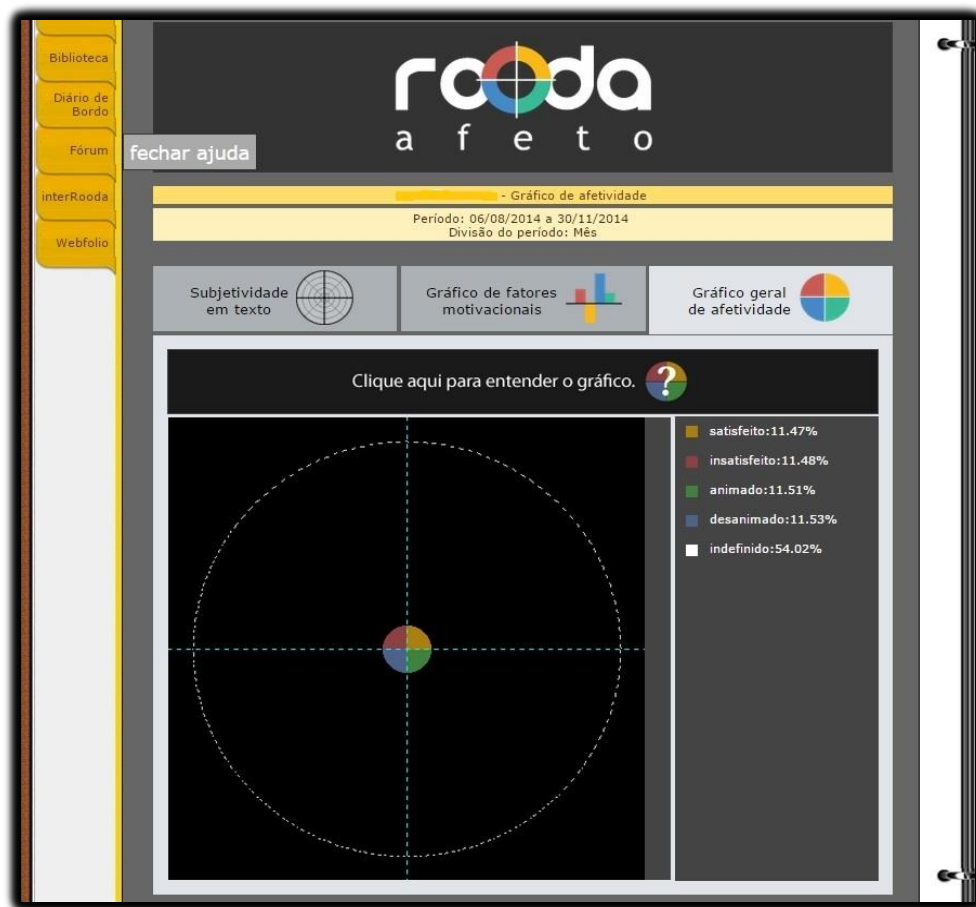 Biblioteca
Diário de
Bordo
Fórum
interRooda
Webfolio
fechar ajuda
rooda
afeto
- Gráfico de afetividade
Período: 06/08/2014 a 30/11/2014
Divisão do período: Mês
Subjetividade
em texto
Gráfico de fatores
motivacionais
Gráfico geral
de afetividade
Clique aqui para entender o gráfico. ?
satisfeito:11.47%
insatisfeito:11.48%
animado:11.51%
desanimado:11.53%
indefinido:54.02%